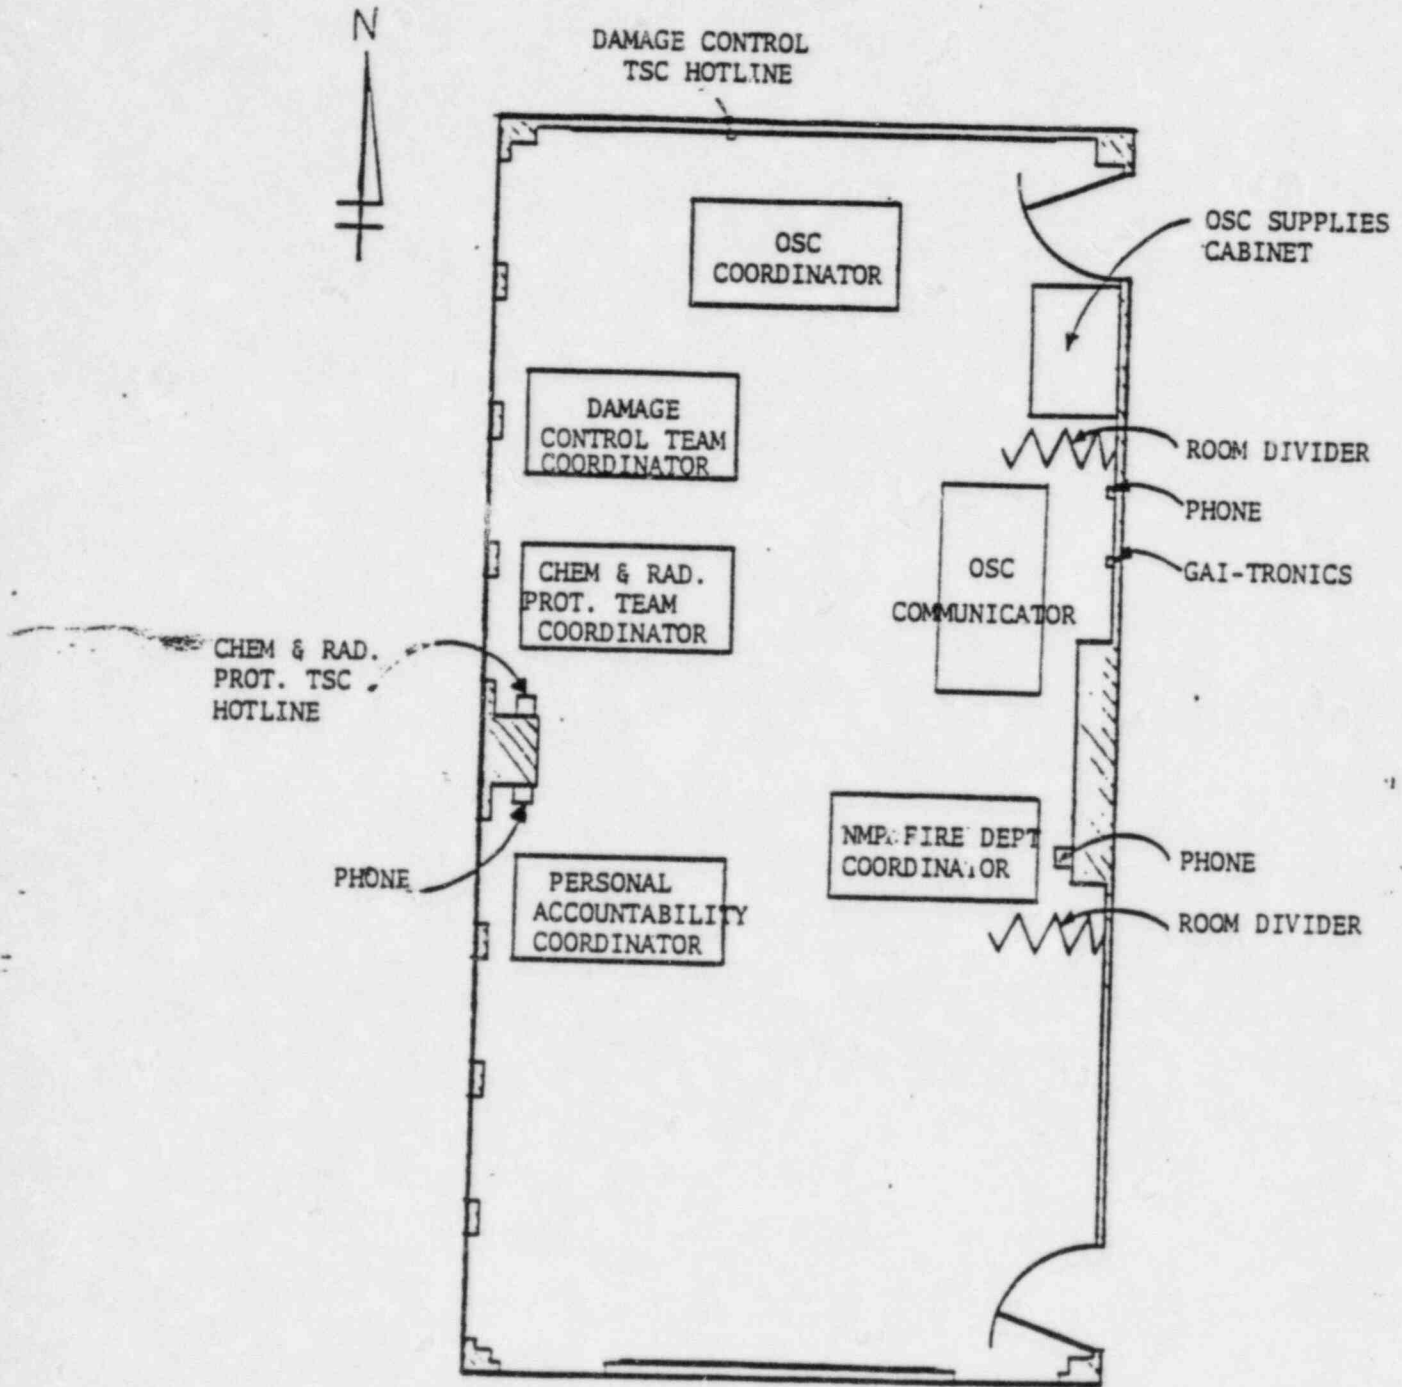 N
DAMAGE CONTROL
TSC HOTLINE
OSC
COORDINATOR
OSC SUPPLIES
CABINET
DAMAGE
CONTROL TEAM
COORDINATOR
ROOM DIVIDER
PHONE
OSC
COMMUNICATOR
GAI-TRONICS
CHEM & RAD.
PROT. TEAM
COORDINATOR
CHEM & RAD.
PROT. TSC
HOTLINE
NMP FIRE DEPT
COORDINATOR
PHONE
PHONE
PERSONAL
ACCOUNTABILITY
COORDINATOR
ROOM DIVIDER